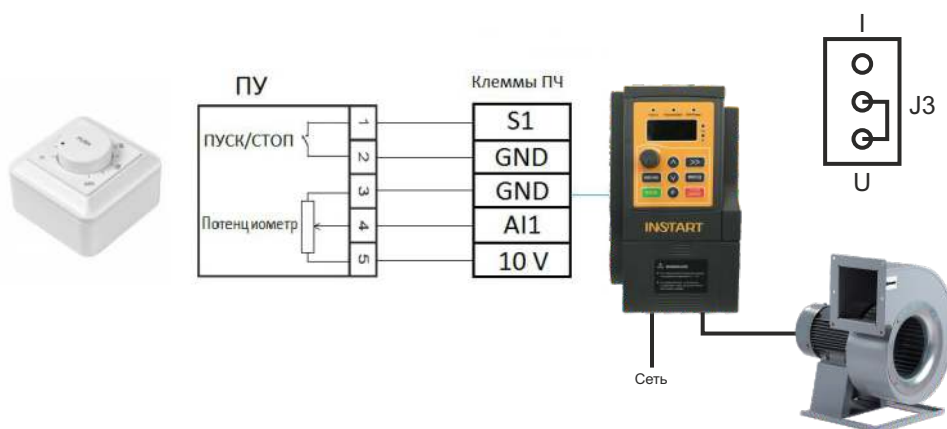 ПУ
ПУСК/СТОП
Потенциометр
1
2
3
4
5
Клеммы ПЧ
S1
GND
GND
AI1
10 V
INSTART
Сеть
I
J3
U